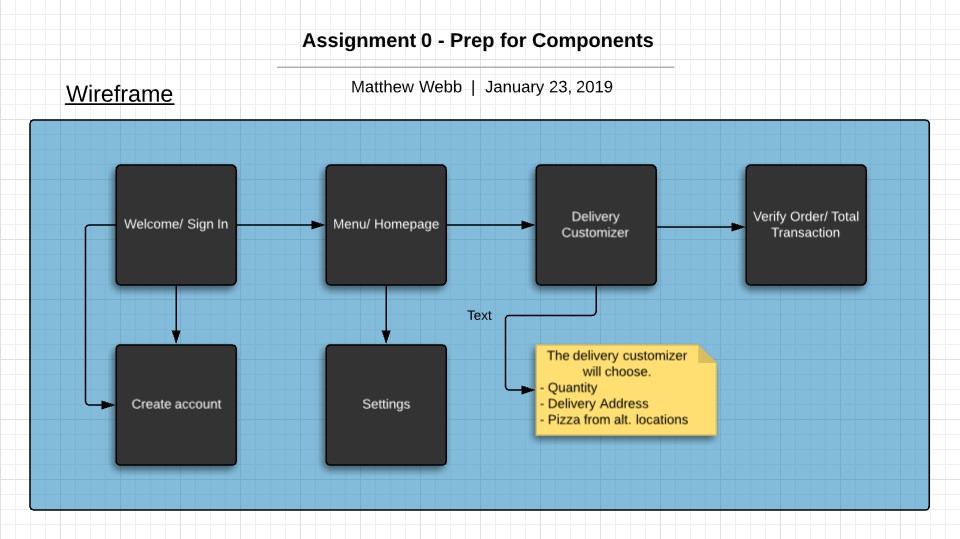 Assignment 0 - Prep for Components
Matthew Webb | January 23, 2019
Wireframe
Welcome/ Sign In
Menu/ Homepage
Delivery
Customizer
Verify Order/ Total
Transaction
Text
Create account
Settings
The delivery customizer
will choose.
- Quantity
- Delivery Address
- Pizza from alt. locations